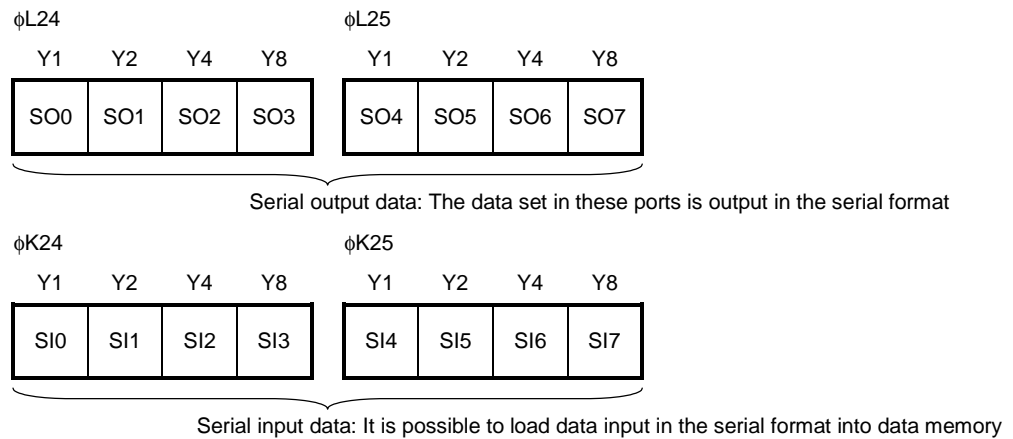 ϕL24 ϕL25
Y1 Y2 Y4 Y8 Y1 Y2 Y4 Y8
SO0 SO1 SO2 SO3 SO4 SO5 SO6 SO7
Serial output data: The data set in these ports is output in the serial format
ϕK24 ϕK25
Y1 Y2 Y4 Y8 Y1 Y2 Y4 Y8
SI0 SI1 SI2 SI3 SI4 SI5 SI6 SI7
Serial input data: It is possible to load data input in the serial format into data memory